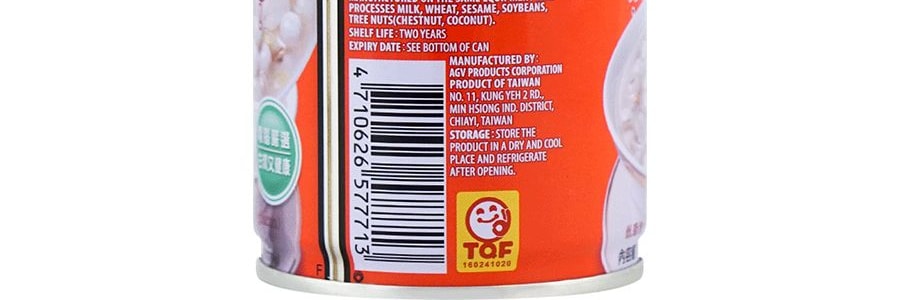 PROCESSES MILK, WHEAT, SESAME, SOYBEANS,
TREE NUTS(CHESTNUT, COCONUT).
SHELF LIFE : TWO YEARS
EXPIRY DATE : SEE BOTTOM OF CAN
MANUFACTURED BY :
AGV PRODUCTS CORPORATION
PRODUCT OF TAIWAN
NO. 11, KUNG YEH 2 RD.,
MIN HSIONG IND. DISTRICT,
CHIAYI, TAIWAN
STORAGE : STORE THE
PRODUCT IN A DRY AND COOL
PLACE AND REFRIGERATE
AFTER OPENING.
4 710626 577713
TQF
160241020
F
內容